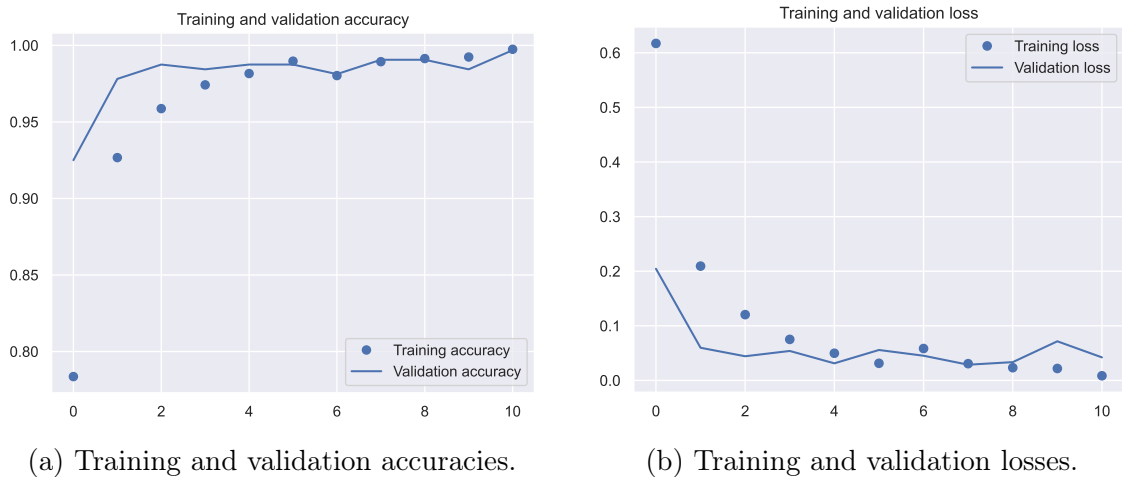 Training and validation accuracy
1.00
0.95
0.90
0.85
0.80
0 2 4 6 8 10
Training accuracy
Validation accuracy
(a) Training and validation accuracies.
Training and validation loss
0.6
0.5
0.4
0.3
0.2
0.1
0.0
0 2 4 6 8 10
Training loss
Validation loss
(b) Training and validation losses.